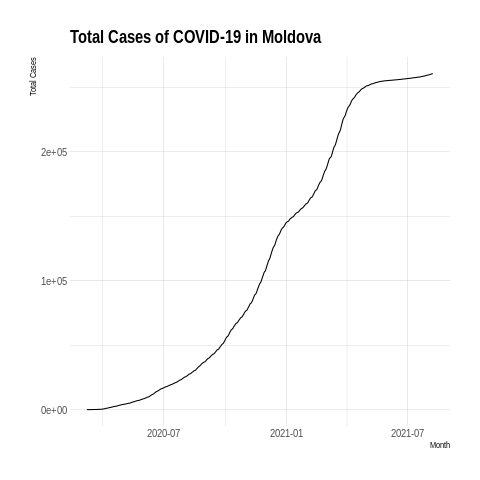 Total Cases of COVID-19 in Moldova
Total Cases
2e+05
1e+05
0e+00
2020-07
2021-01
2021-07
Month